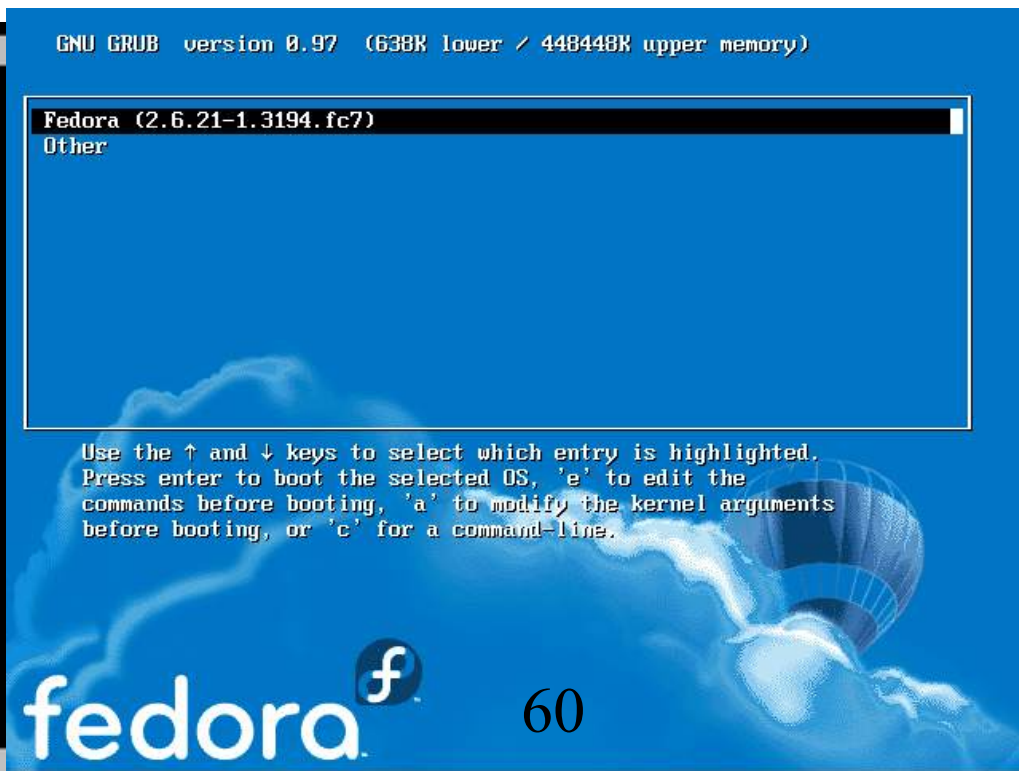 GNU GRUB version 0.97 (638K lower / 448448K upper memory)
Fedora (2.6.21-1.3194.fc7)
Other
Use the ↑ and ↓ keys to select which entry is highlighted.
Press enter to boot the selected OS, 'e' to edit the
commands before booting, 'a' to modify the kernel arguments
before booting, or 'c' for a command-line.
fedora f™
60